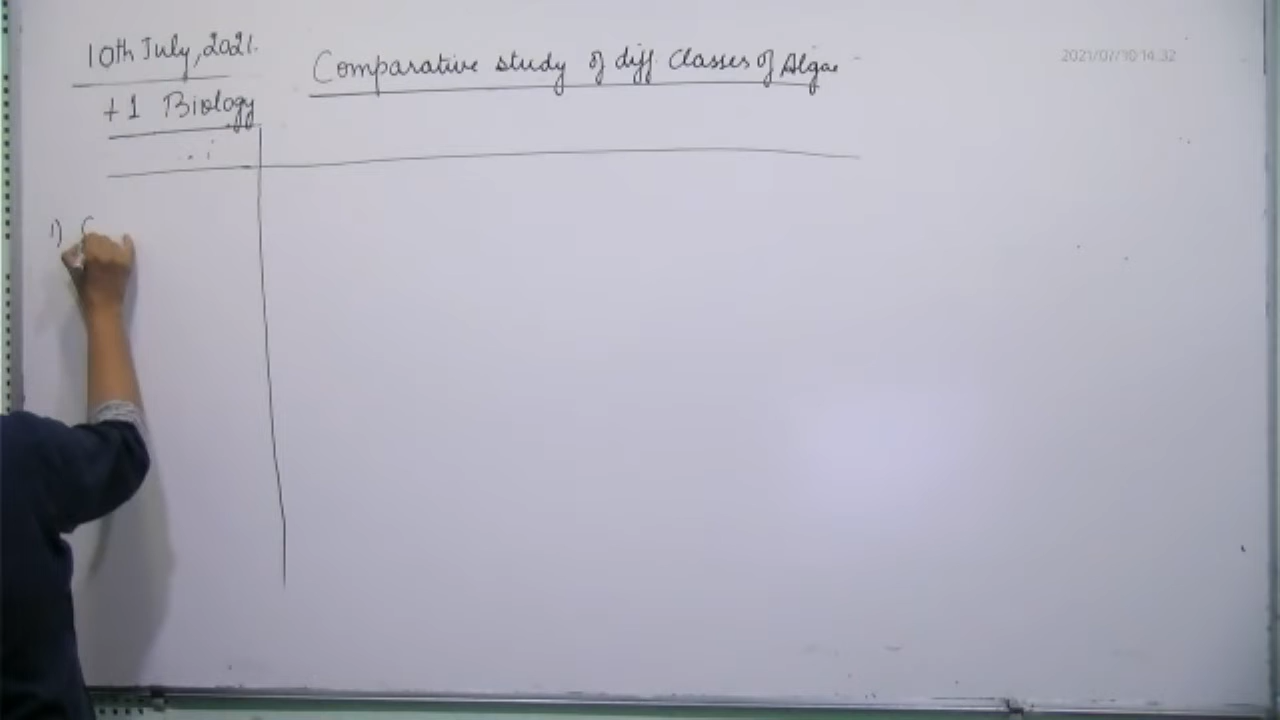 10th July, 2021.
Comparative study of diff. Classes of Algae
2021/07/10 14:32
+1 Biology
1) C